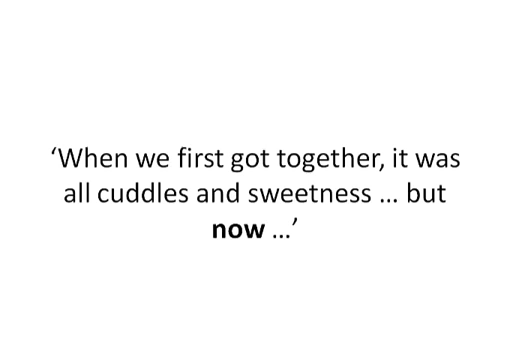 ‘When we first got together, it was
all cuddles and sweetness … but
now …’